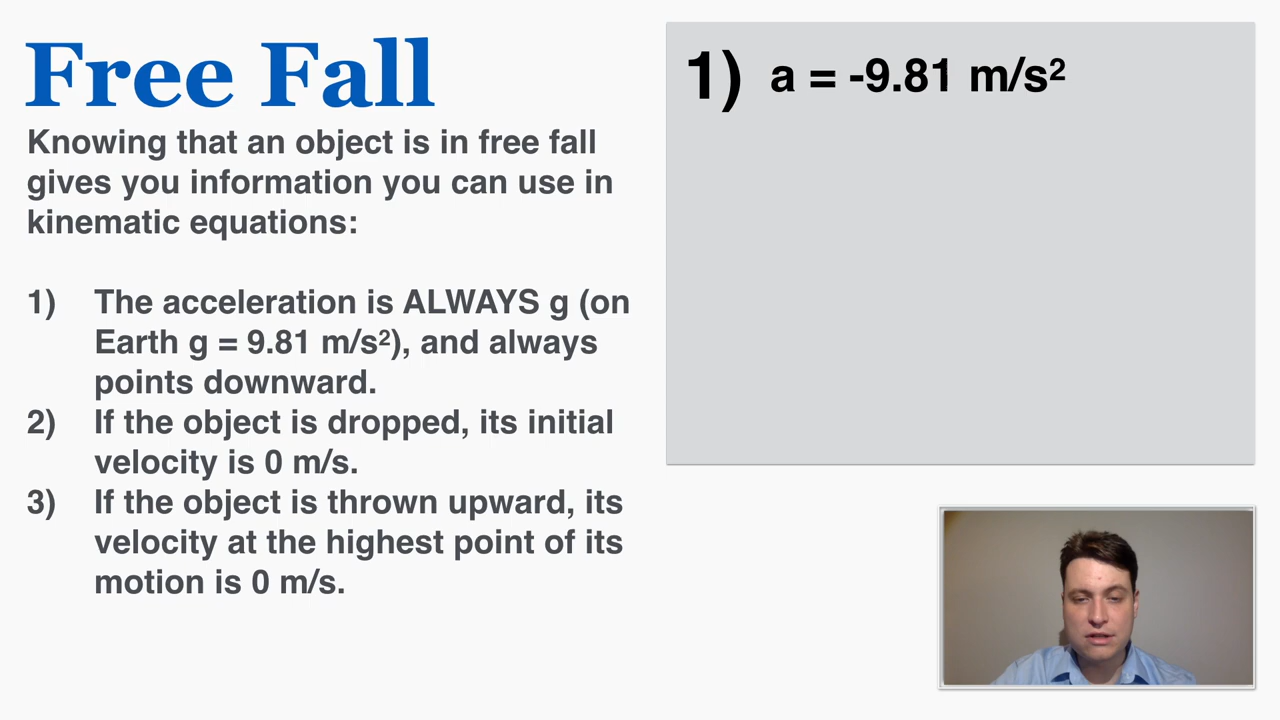 Free Fall
Knowing that an object is in free fall
gives you information you can use in
kinematic equations:
1) The acceleration is ALWAYS g (on
Earth g = 9.81 m/s²), and always
points downward.
2) If the object is dropped, its initial
velocity is 0 m/s.
3) If the object is thrown upward, its
velocity at the highest point of its
motion is 0 m/s.
1) a = -9.81 m/s²